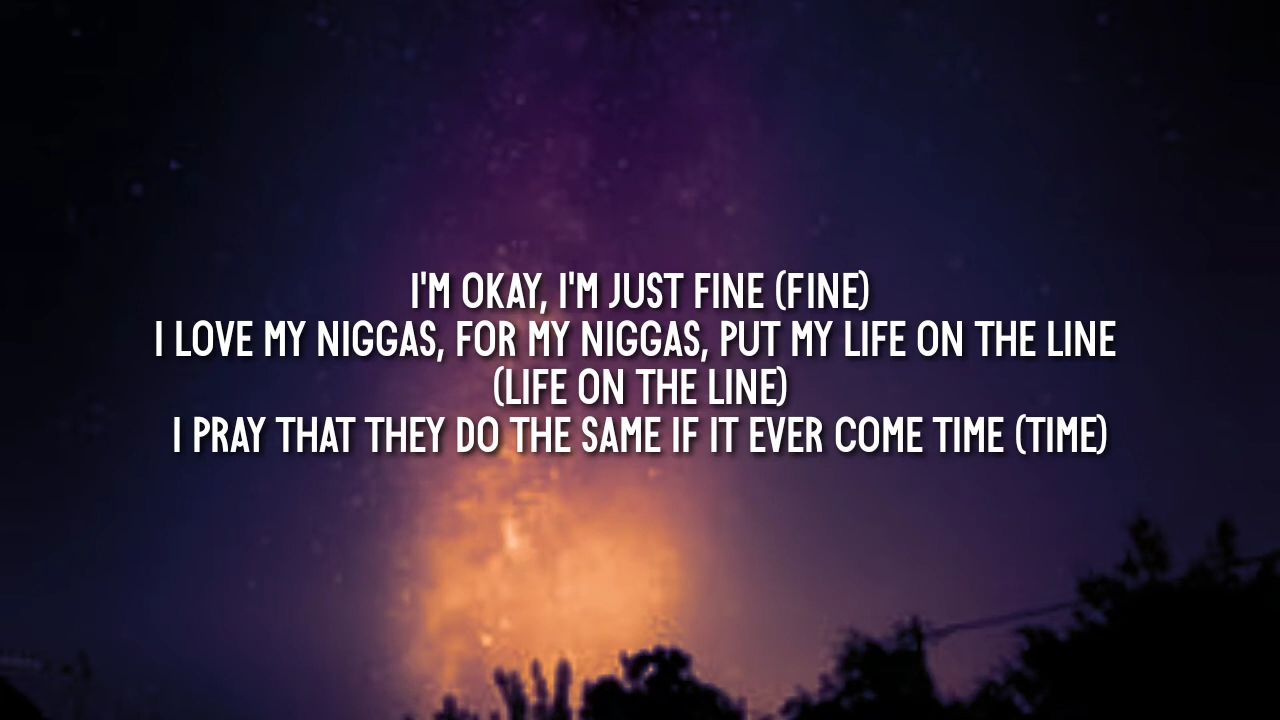 I'M OKAY, I'M JUST FINE (FINE)
I LOVE MY NIGGAS, FOR MY NIGGAS, PUT MY LIFE ON THE LINE
(LIFE ON THE LINE)
I PRAY THAT THEY DO THE SAME IF IT EVER COME TIME (TIME)